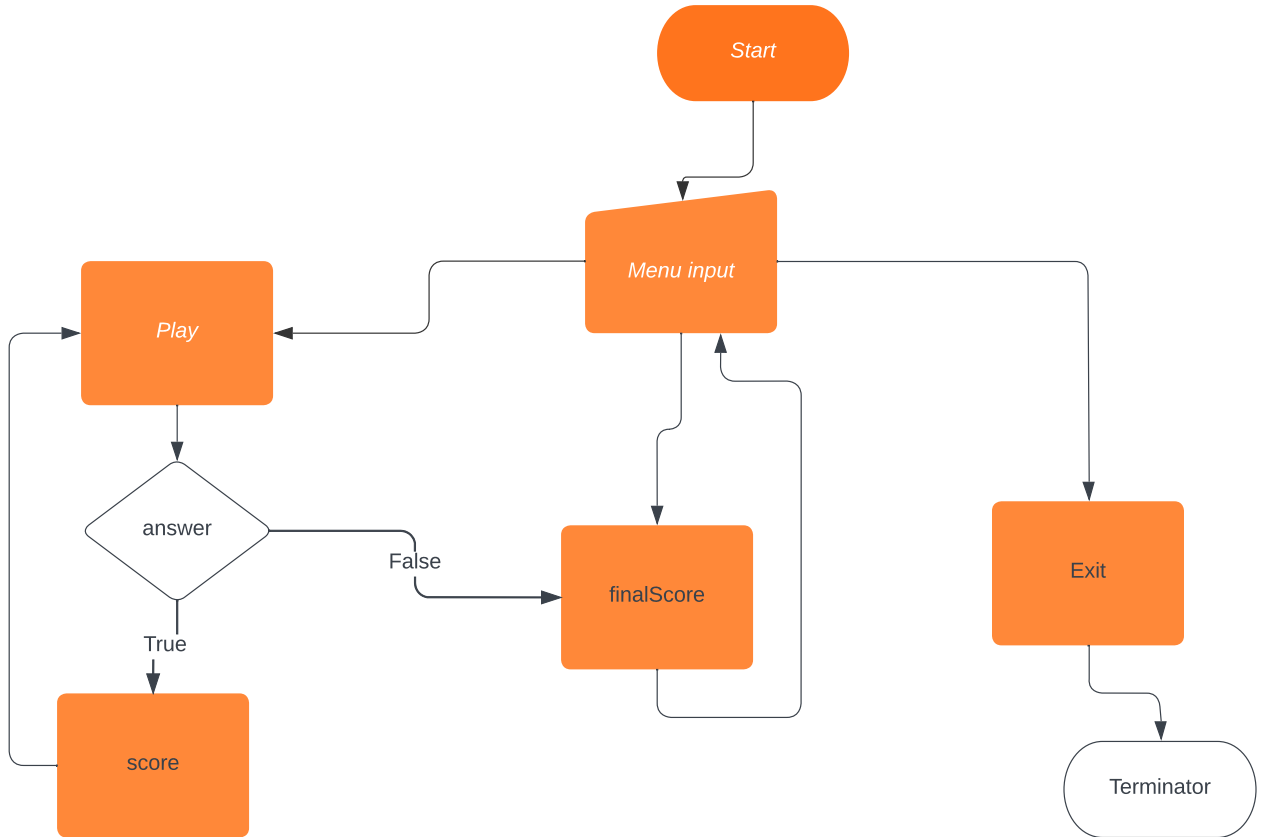 Start
Menu input
Play
answer
False
finalScore
Exit
True
score
Terminator